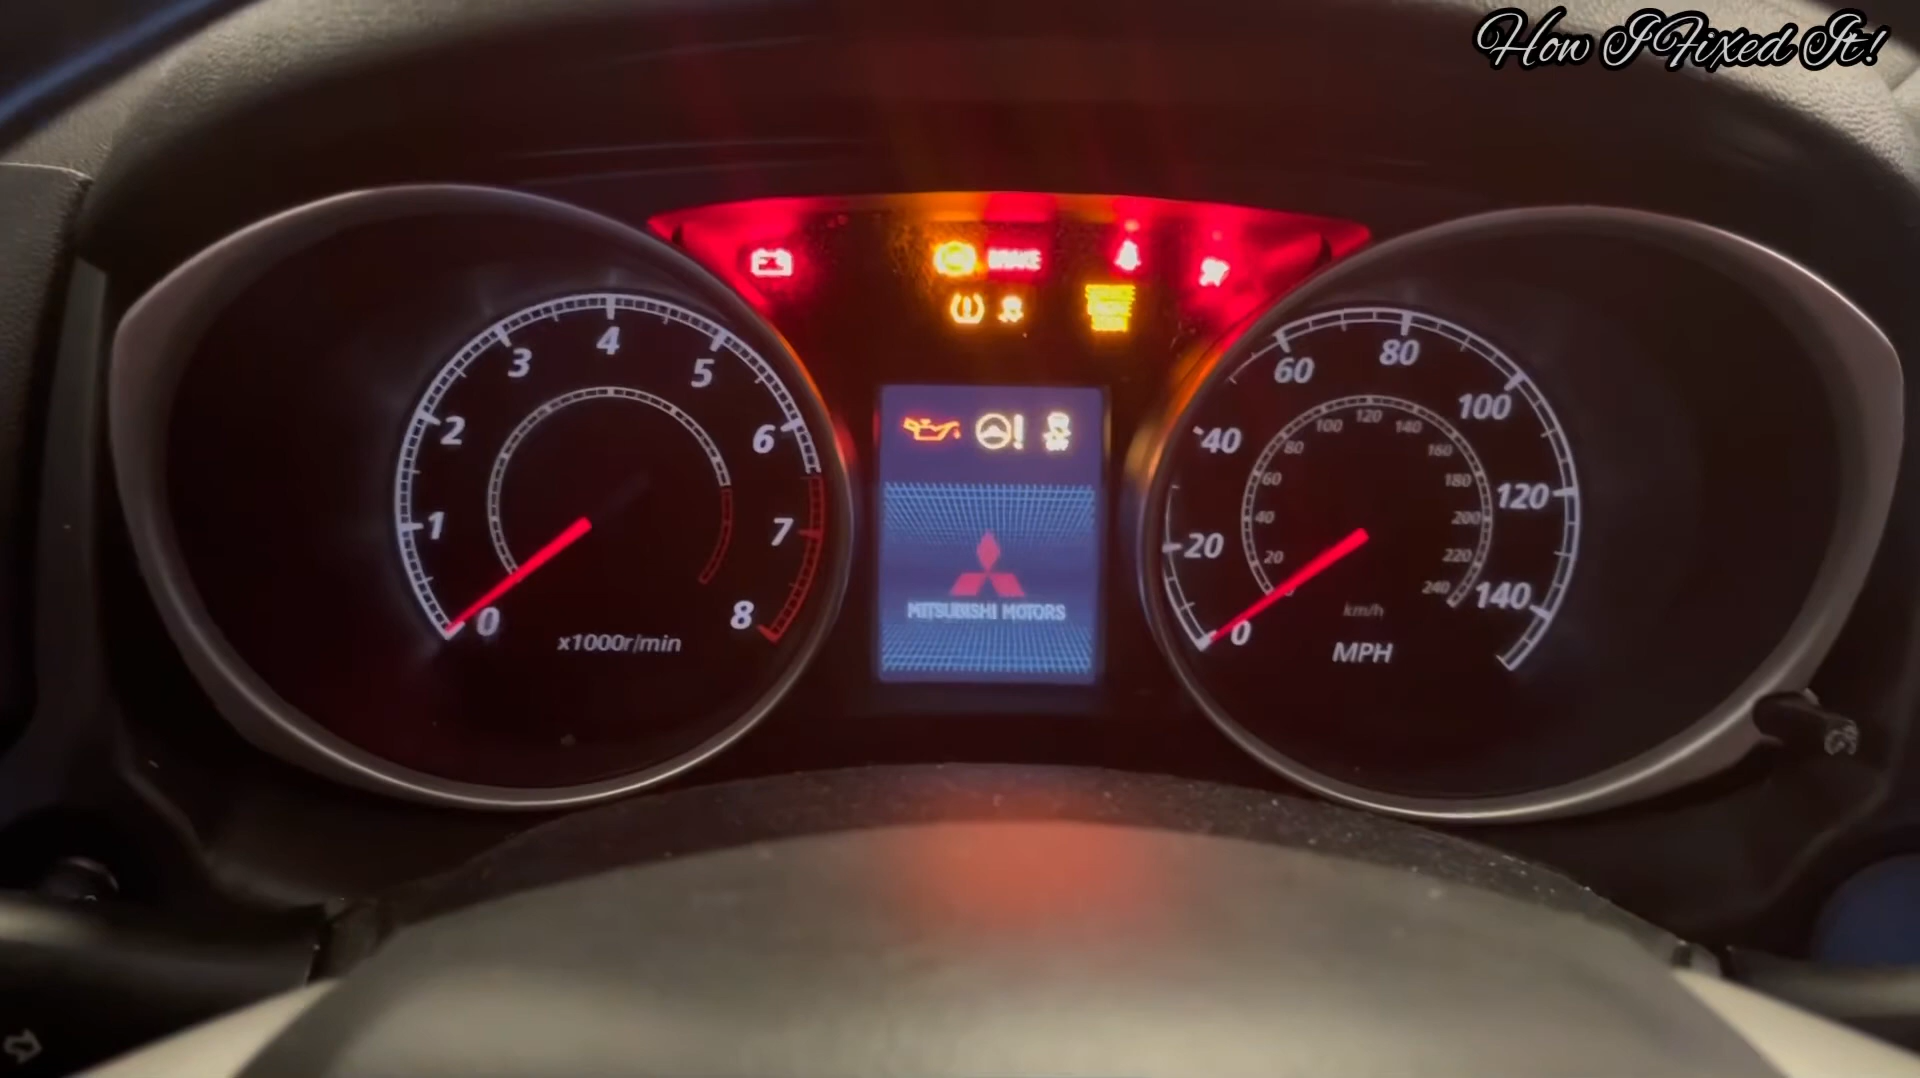 How I Fixed It!
BRAKE
0 1 2 3 4 5 6 7 8
x1000r/min
MITSUBISHI MOTORS
0 20 40 60 80 100 120 140
20 40 60 80 100 120 140 160 180 200 220 240
km/h
MPH